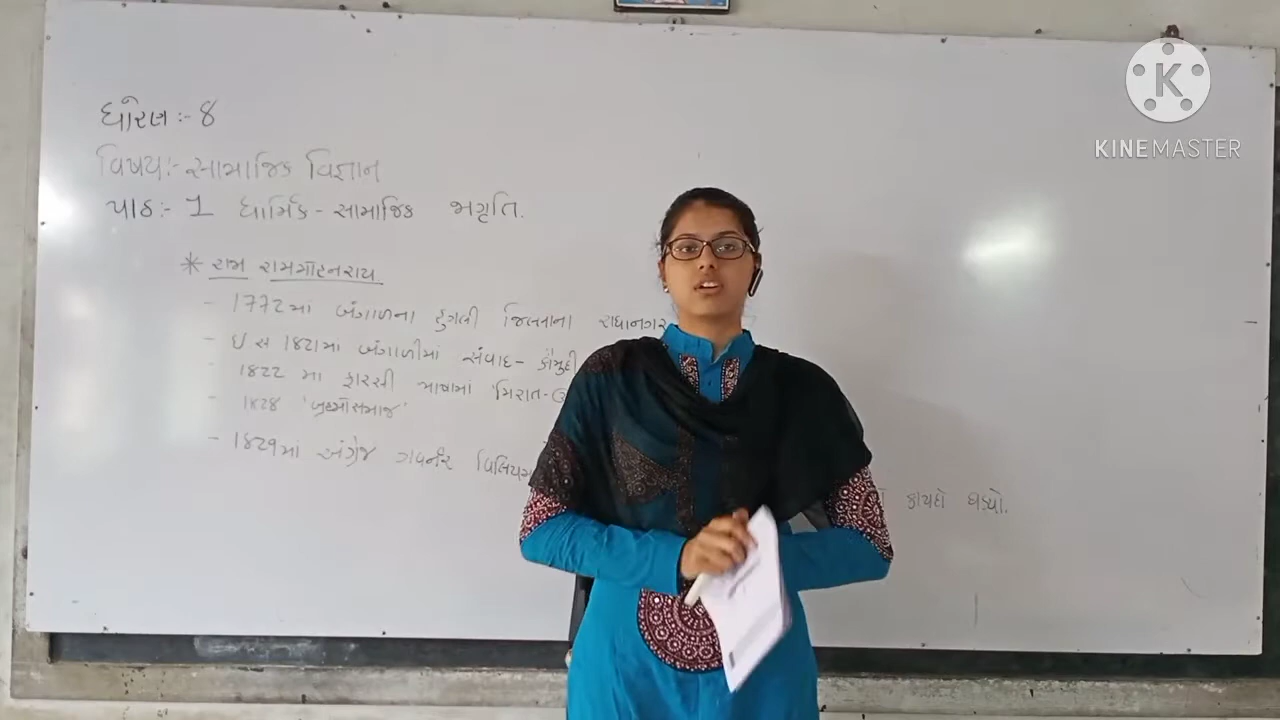 ધોરણ :- 8
વિષય:- સામાજિક વિજ્ઞાન
પાઠ:- 1 ધાર્મિક - સામાજિક જાગૃતિ.
* રાજા રામમોહનરાય
- 1772માં બંગાળના હુગલી જિલ્લાના રાધાનગર
- ઇ સ 1821માં બંગાળીમાં સંવાદ - કૌમુદી
- 1822 મા ફારસી ભાષામાં 'મિરાત-ઉ
- 1828 'બ્રહ્મોસમાજ'
- 1829માં અંગ્રેજ ગવર્નર વિલિયમ
કાયદો ઘડ્યો.
KINEMASTER